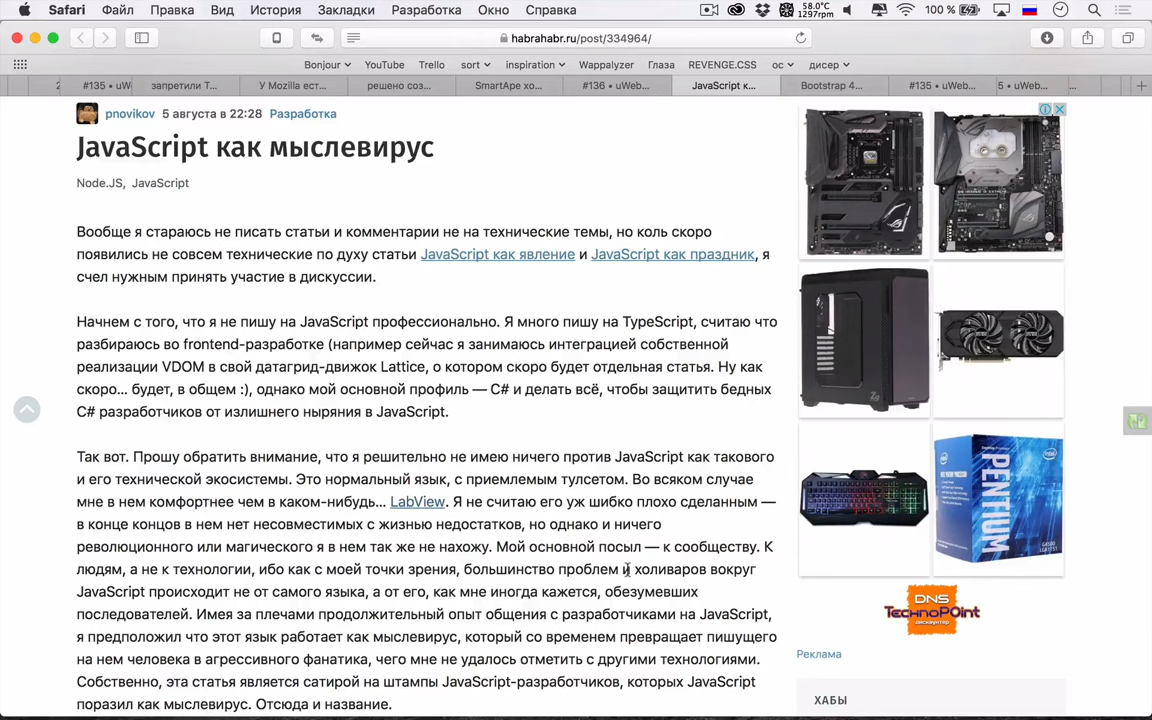 Safari Файл Правка Вид История Закладки Разработка Окно Справка 58.0°C 1297rpm 100 %
habrahabr.ru/post/334964/
Bonjour YouTube Trello sort inspiration Wappalyzer Глаза REVENGE.CSS ос дисер
2 #135 • uW... запретили Т... У Mozilla ест... решено соз... SmartApe хо... #136 • uWeb... JavaScript к... Bootstrap 4... #135 • uWeb... 5 • uWeb... ...
pnovikov 5 августа в 22:28 Разработка
JavaScript как мыслевирус
Node.JS, JavaScript
Вообще я стараюсь не писать статьи и комментарии не на технические темы, но коль скоро
появились не совсем технические по духу статьи JavaScript как явление и JavaScript как праздник, я
счел нужным принять участие в дискуссии.
Начнем с того, что я не пишу на JavaScript профессионально. Я много пишу на TypeScript, считаю что
разбираюсь во frontend-разработке (например сейчас я занимаюсь интеграцией собственной
реализации VDOM в свой датагрид-движок Lattice, о котором скоро будет отдельная статья. Ну как
скоро... будет, в общем :), однако мой основной профиль — C# и делать всё, чтобы защитить бедных
C# разработчиков от излишнего ныряния в JavaScript.
Так вот. Прошу обратить внимание, что я решительно не имею ничего против JavaScript как такового
и его технической экосистемы. Это нормальный язык, с приемлемым тулсетом. Во всяком случае
мне в нем комфортнее чем в каком-нибудь... LabView. Я не считаю его уж шибко плохо сделанным —
в конце концов в нем нет несовместимых с жизнью недостатков, но однако и ничего
революционного или магического я в нем так же не нахожу. Мой основной посыл — к сообществу. К
людям, а не к технологии, ибо как с моей точки зрения, большинство проблем и холиваров вокруг
JavaScript происходит не от самого языка, а от его, как мне иногда кажется, обезумевших
последователей. Имея за плечами продолжительный опыт общения с разработчиками на JavaScript,
я предположил что этот язык работает как мыслевирус, который со временем превращает пишущего
на нем человека в агрессивного фанатика, чего мне не удалось отметить с другими технологиями.
Собственно, эта статья является сатирой на штампы JavaScript-разработчиков, которых JavaScript
поразил как мыслевирус. Отсюда и название.
PENTIUM
DNS
TECHNOPOINT
дискаунтер
Реклама
ХАБЫ